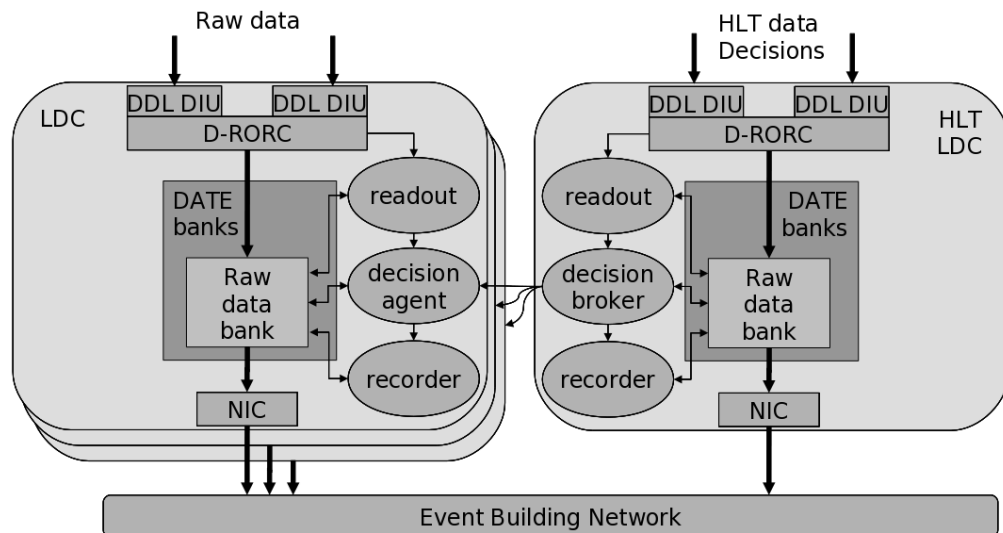 Raw data
HLT data
Decisions
LDC
DDL DIU
DDL DIU
D-RORC
readout
DATE
banks
Raw
data
bank
decision
agent
recorder
NIC
DDL DIU
DDL DIU
D-RORC
HLT
LDC
readout
DATE
banks
decision
broker
Raw
data
bank
recorder
NIC
Event Building Network